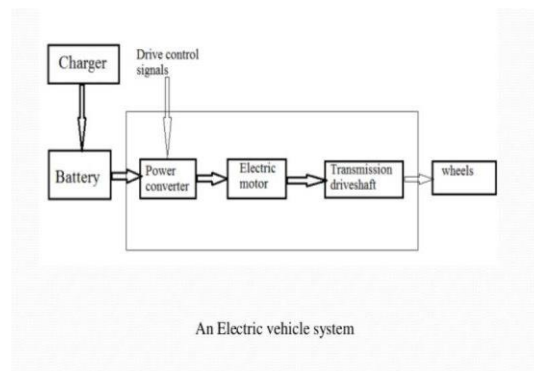 Charger
Drive control
signals
Battery
Power
converter
Electric
motor
Transmission
driveshaft
wheels
An Electric vehicle system